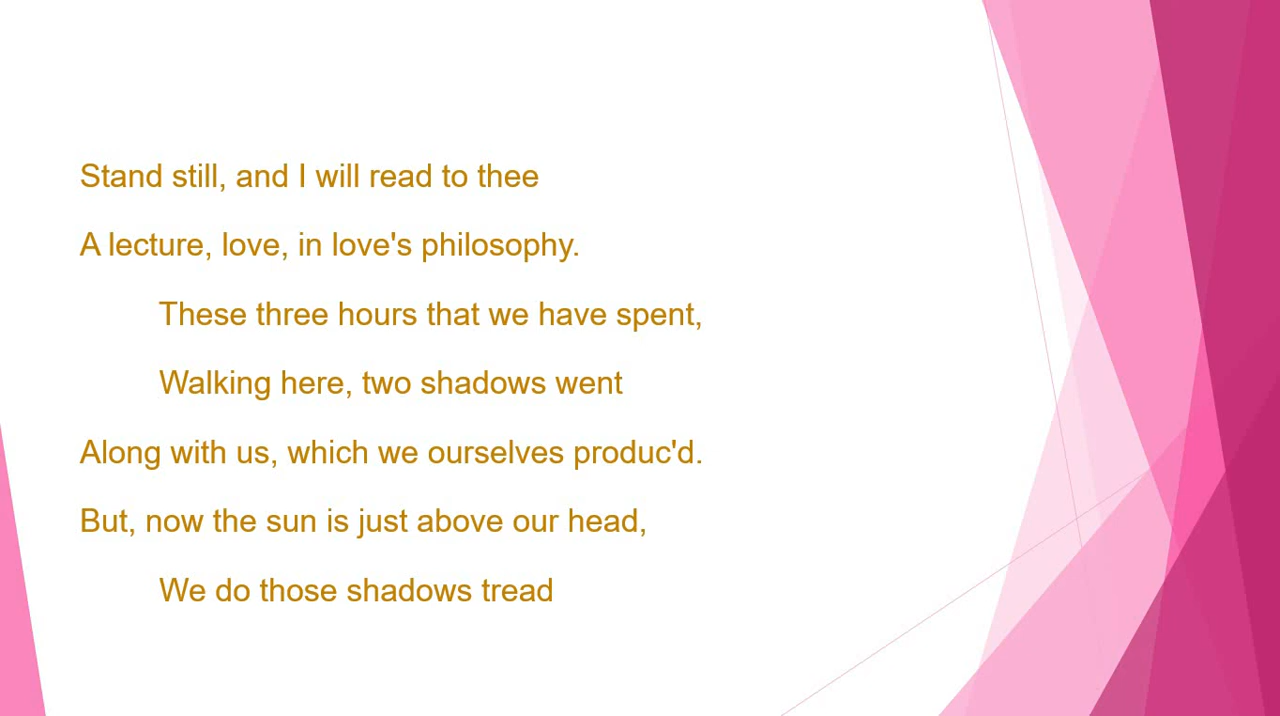 Stand still, and I will read to thee
A lecture, love, in love's philosophy.
These three hours that we have spent,
Walking here, two shadows went
Along with us, which we ourselves produc'd.
But, now the sun is just above our head,
We do those shadows tread